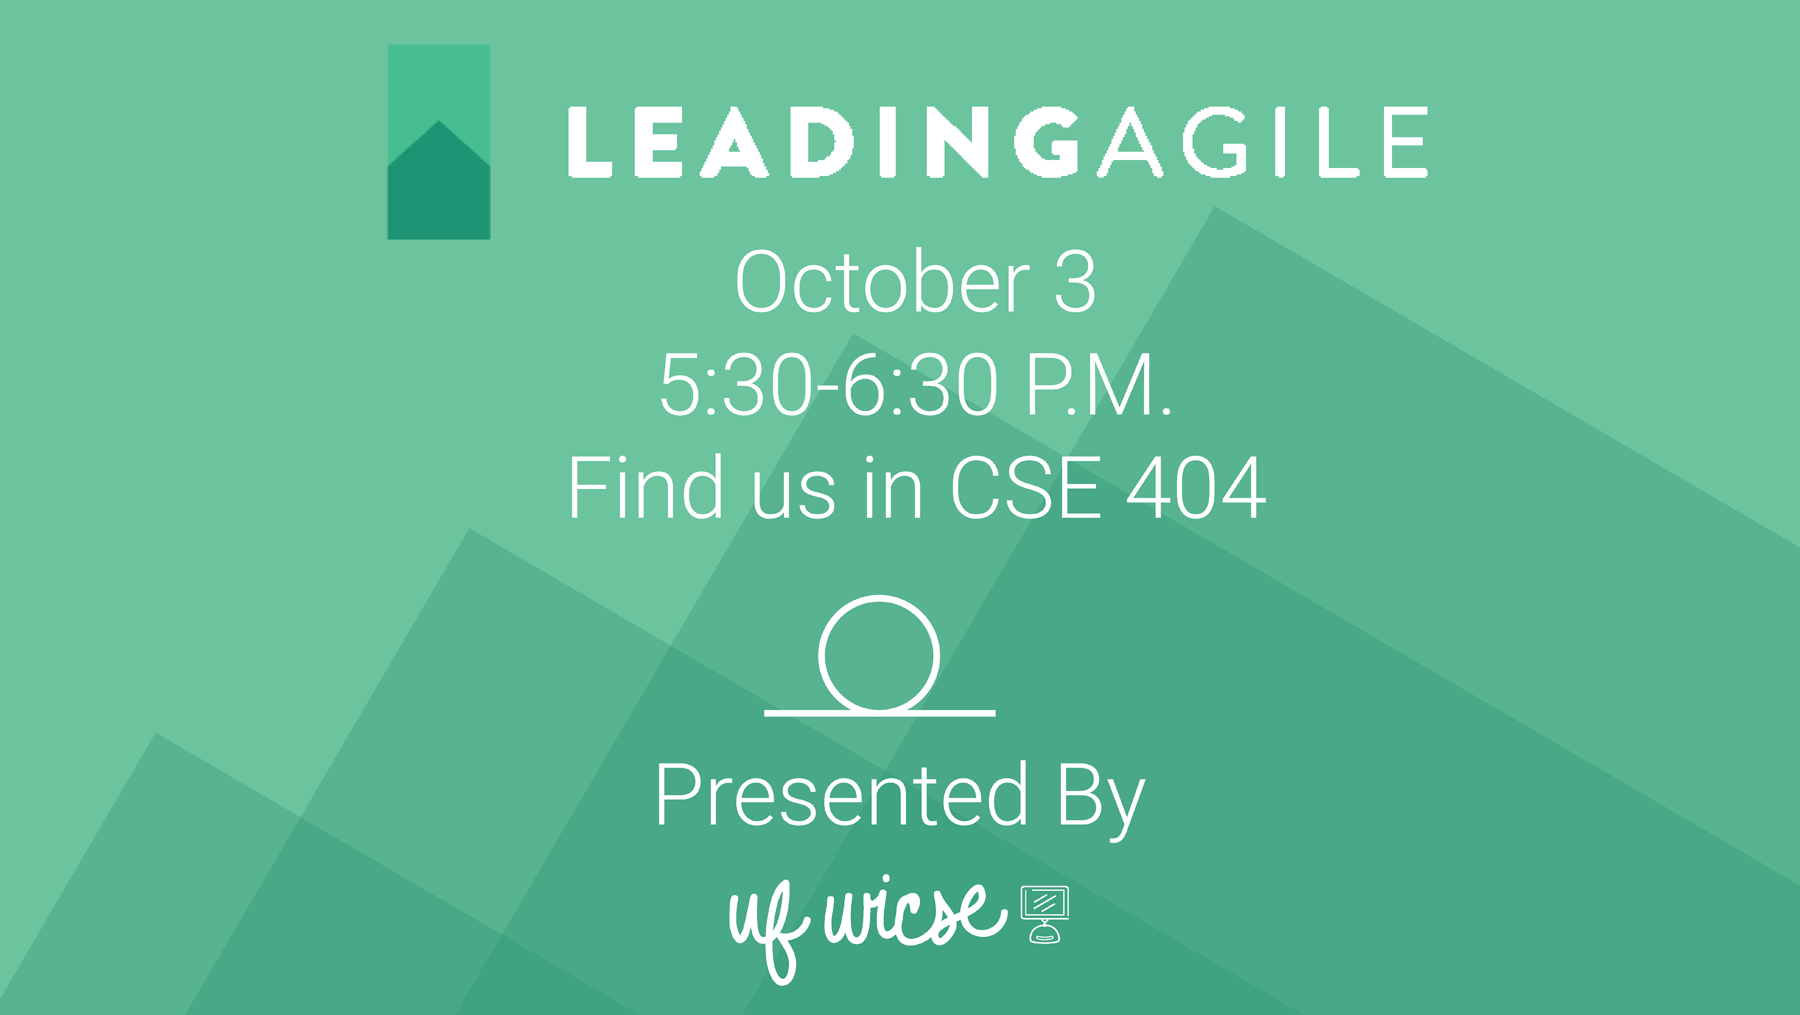 LEADINGAGILE
October 3
5:30-6:30 P.M.
Find us in CSE 404
Presented By
uf wicse